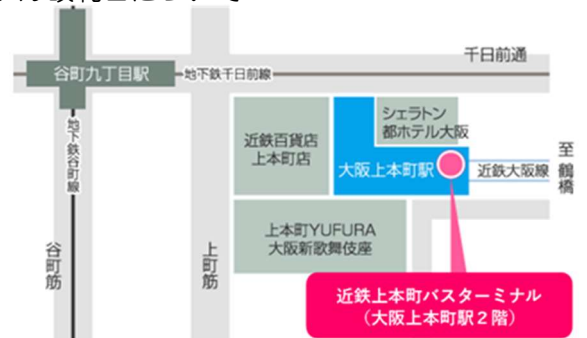 千日前通
谷町九丁目駅
地下鉄千日前線
地下鉄谷町線
シェラトン
都ホテル大阪
近鉄百貨店
上本町店
大阪上本町駅
近鉄大阪線
至鶴橋
上本町YUFURA
大阪新歌舞伎座
谷町筋
上町筋
近鉄上本町バスターミナル
（大阪上本町駅２階）